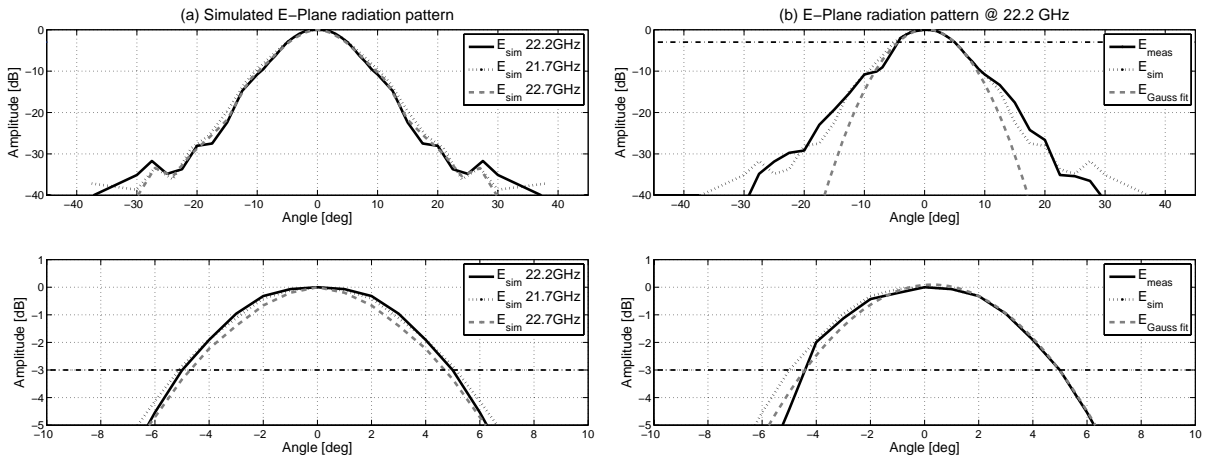 (a) Simulated E−Plane radiation pattern
Amplitude [dB]
0
−10
−20
−30
−40
E_sim 22.2GHz
E_sim 21.7GHz
E_sim 22.7GHz
−40 −30 −20 −10 0 10 20 30 40
Angle [deg]
(b) E−Plane radiation pattern @ 22.2 GHz
Amplitude [dB]
0
−10
−20
−30
−40
E_meas
E_sim
E_Gauss fit
−40 −30 −20 −10 0 10 20 30 40
Angle [deg]
Amplitude [dB]
1
0
−1
−2
−3
−4
−5
E_sim 22.2GHz
E_sim 21.7GHz
E_sim 22.7GHz
−10 −8 −6 −4 −2 0 2 4 6 8 10
Angle [deg]
Amplitude [dB]
1
0
−1
−2
−3
−4
−5
E_meas
E_sim
E_Gauss fit
−10 −8 −6 −4 −2 0 2 4 6 8 10
Angle [deg]